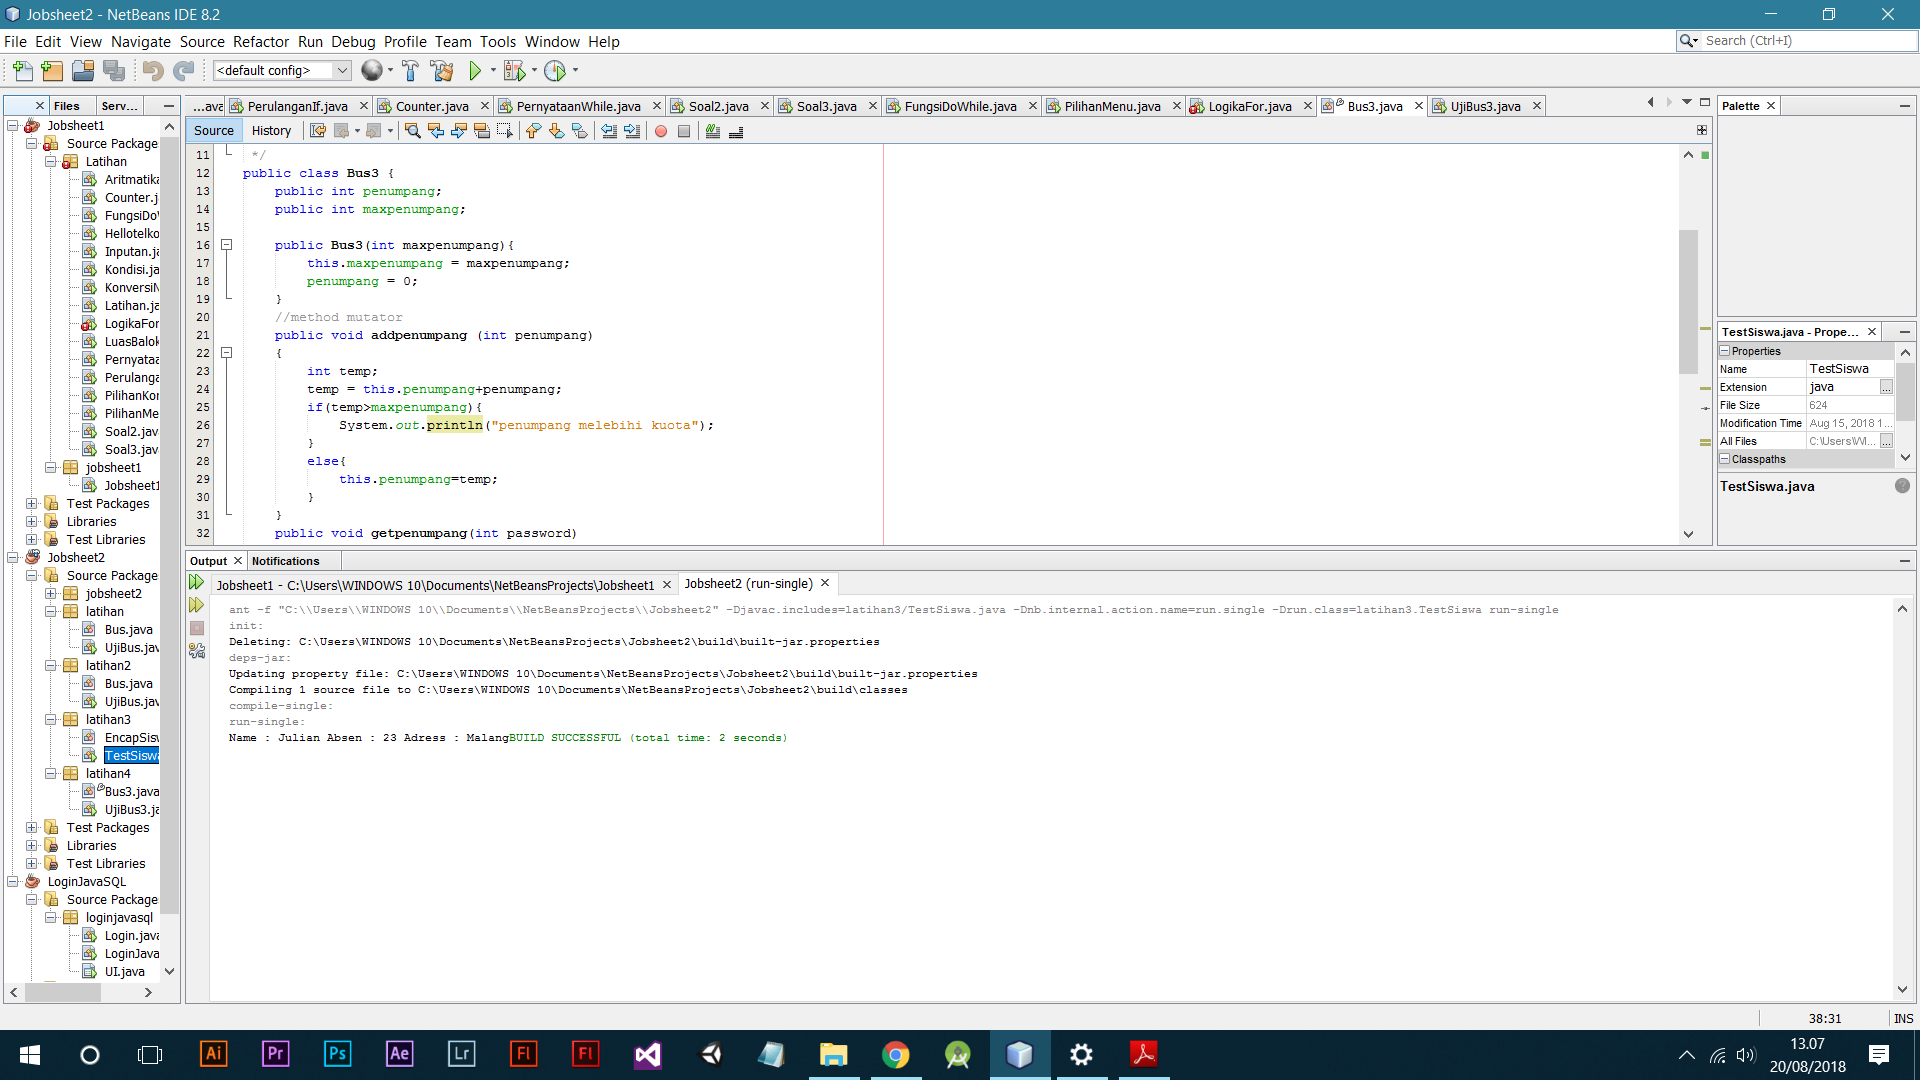 Jobsheet2 - NetBeans IDE 8.2
File Edit View Navigate Source Refactor Run Debug Profile Team Tools Window Help
Search (Ctrl+I)
<default config>
Files Serv...
...ava PerulanganIf.java Counter.java PernyataanWhile.java Soal2.java Soal3.java FungsiDoWhile.java PilihanMenu.java LogikaFor.java Bus3.java UjiBus3.java
Source History
Jobsheet1
Source Package
Latihan
Aritmatika
Counter.j
FungsiDoW
Hellotelko
Inputan.ja
Kondisi.ja
KonversiN
Latihan.ja
LogikaFor
LuasBalok
Pernyataa
Perulanga
PilihanKon
PilihanMe
Soal2.java
Soal3.java
jobsheet1
Jobsheet1
Test Packages
Libraries
Test Libraries
Jobsheet2
Source Package
jobsheet2
latihan
Bus.java
UjiBus.jav
latihan2
Bus.java
UjiBus.jav
latihan3
EncapSisw
TestSiswa
latihan4
Bus3.java
UjiBus3.ja
Test Packages
Libraries
Test Libraries
LoginJavaSQL
Source Package
loginjavasql
Login.java
LoginJava
UI.java
11 */
12 public class Bus3 {
13 public int penumpang;
14 public int maxpenumpang;
15
16 public Bus3(int maxpenumpang){
17 this.maxpenumpang = maxpenumpang;
18 penumpang = 0;
19 }
20 //method mutator
21 public void addpenumpang (int penumpang)
22 {
23 int temp;
24 temp = this.penumpang+penumpang;
25 if(temp>maxpenumpang){
26 System.out.println("penumpang melebihi kuota");
27 }
28 else{
29 this.penumpang=temp;
30 }
31 }
32 public void getpenumpang(int password)
Palette
TestSiswa.java - Prope...
Properties
Name TestSiswa
Extension java ...
File Size 624
Modification Time Aug 15, 2018 1...
All Files C:\Users\WI... ...
Classpaths
TestSiswa.java
Output Notifications
Jobsheet1 - C:\Users\WINDOWS 10\Documents\NetBeansProjects\Jobsheet1 Jobsheet2 (run-single)
ant -f "C:\\Users\\WINDOWS 10\\Documents\\NetBeansProjects\\Jobsheet2" -Djavac.includes=latihan3/TestSiswa.java -Dnb.internal.action.name=run.single -Drun.class=latihan3.TestSiswa run-single
init:
Deleting: C:\Users\WINDOWS 10\Documents\NetBeansProjects\Jobsheet2\build\built-jar.properties
deps-jar:
Updating property file: C:\Users\WINDOWS 10\Documents\NetBeansProjects\Jobsheet2\build\built-jar.properties
Compiling 1 source file to C:\Users\WINDOWS 10\Documents\NetBeansProjects\Jobsheet2\build\classes
compile-single:
run-single:
Name : Julian Absen : 23 Adress : MalangBUILD SUCCESSFUL (total time: 2 seconds)
38:31 INS
Ai Pr Ps Ae Lr Fl Fl
13.07
20/08/2018